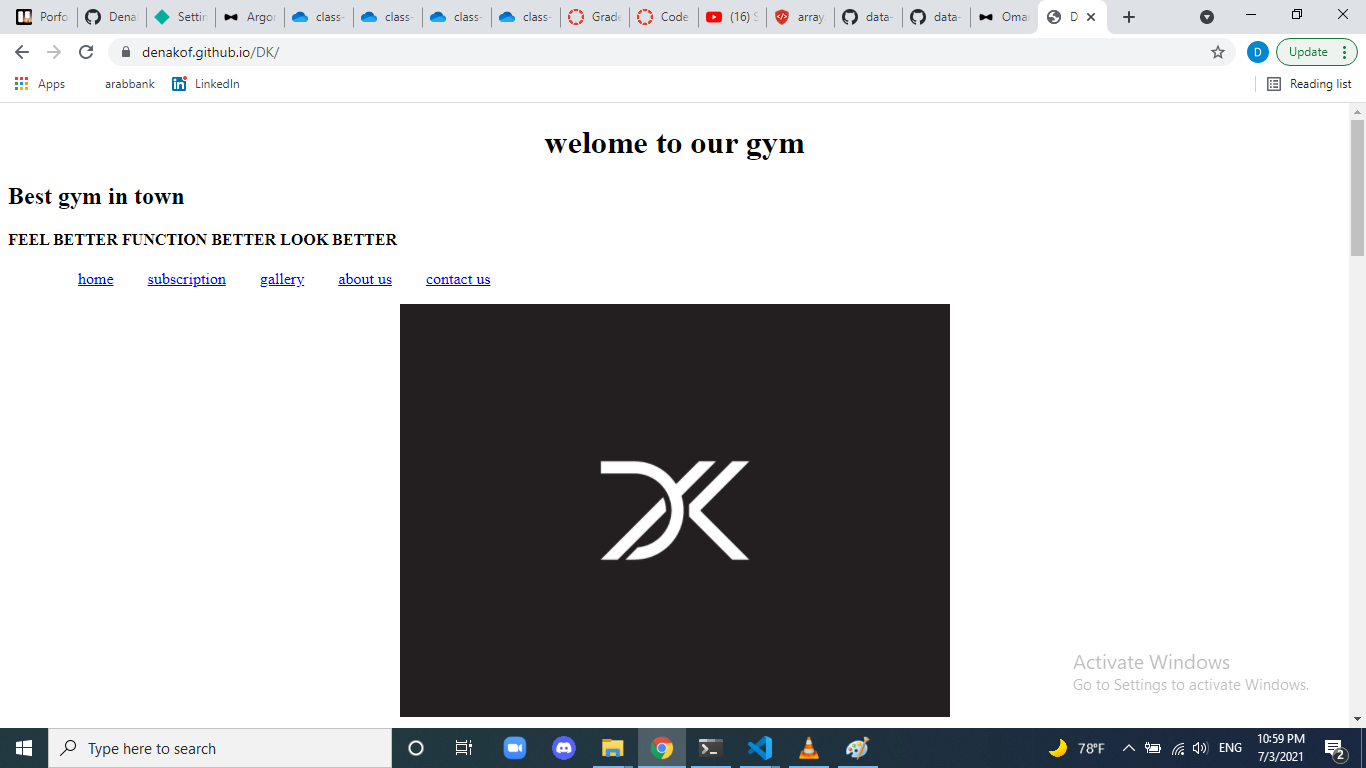 Porfo
Dena
Settin
Argor
class-
class-
class-
class-
Grade
Code
(16) S
array.
data-
data-
Omar
D
denakof.github.io/DK/
D
Update
Apps
arabbank
LinkedIn
Reading list
welome to our gym
Best gym in town
FEEL BETTER FUNCTION BETTER LOOK BETTER
home subscription gallery about us contact us
DK
Activate Windows
Go to Settings to activate Windows.
Type here to search
78°F
ENG
10:59 PM
7/3/2021
2